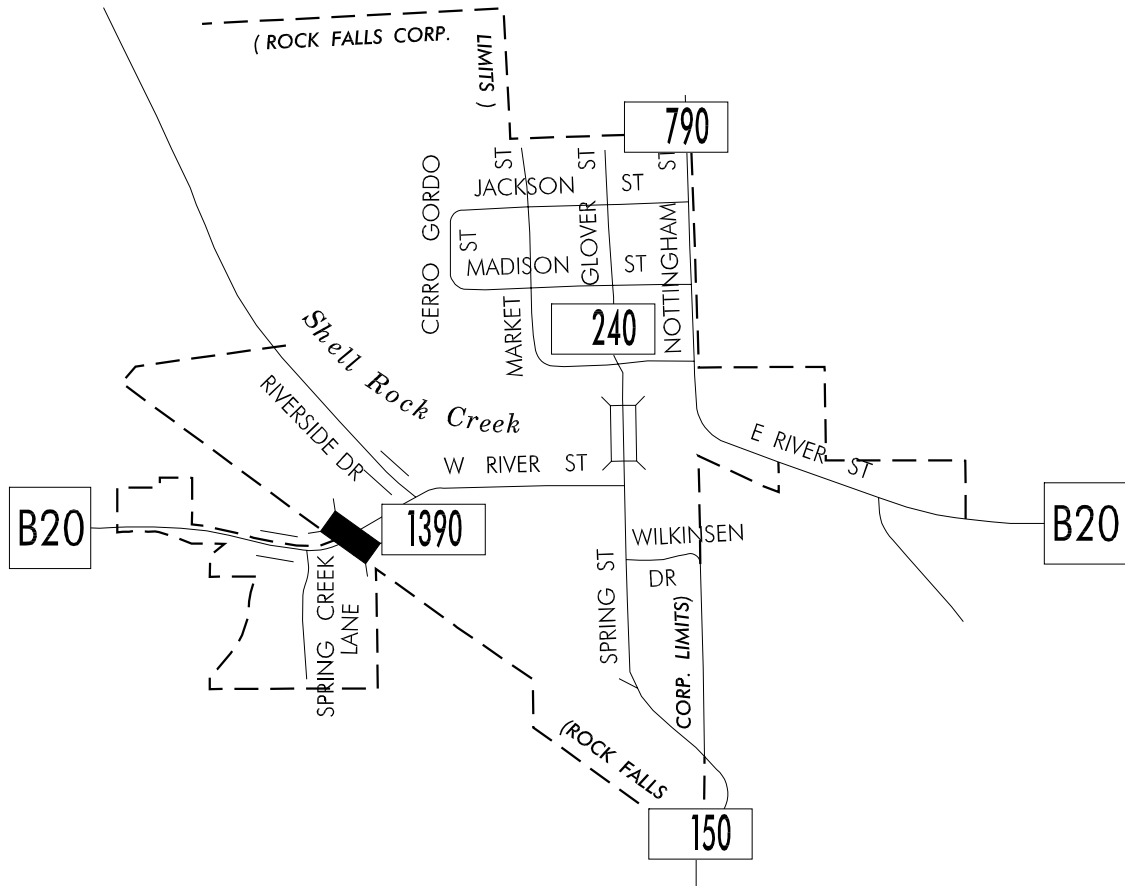 ( ROCK FALLS CORP.
LIMITS (
790
ST
ST
ST
JACKSON ST
CERRO GORDO
ST
MADISON ST
GLOVER
NOTTINGHAM
MARKET
240
Shell Rock Creek
RIVERSIDE DR
W RIVER ST
E RIVER ST
B20
1390
B20
WILKINSEN
DR
SPRING ST
SPRING CREEK
LANE
CORP. LIMITS)
(ROCK FALLS
150